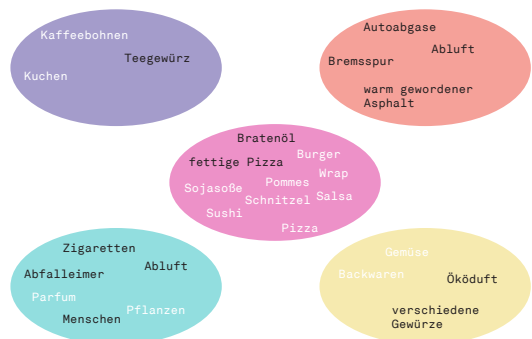 Kaffeebohnen
Teegewürz
Kuchen
Autoabgase
Abluft
Bremsspur
warm gewordener
Asphalt
Bratenöl
Burger
fettige Pizza
Wrap
Pommes
Sojasoße
Salsa
Schnitzel
Sushi
Pizza
Zigaretten
Abluft
Abfalleimer
Parfum
Pflanzen
Menschen
Gemüse
Backwaren
Ököduft
verschiedene
Gewürze